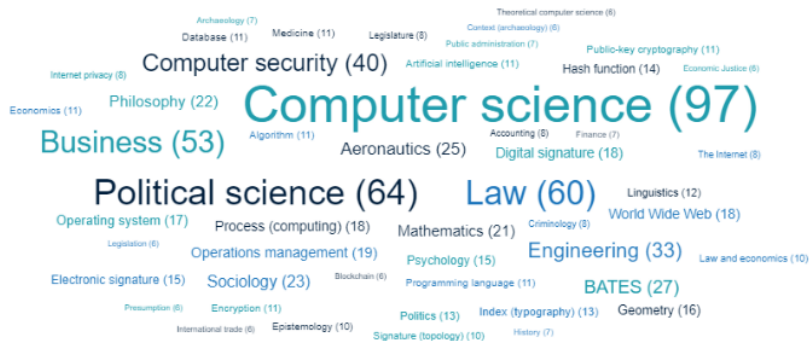 Theoretical computer science (6)
Archaeology (7)
Context (archaeology) (6)
Database (11)
Medicine (11)
Legislature (8)
Public administration (7)
Public-key cryptography (11)
Computer security (40)
Artificial intelligence (11)
Hash function (14)
Economic Justice (6)
Internet privacy (8)
Philosophy (22)
Computer science (97)
Economics (11)
Business (53)
Algorithm (11)
Accounting (8)
Finance (7)
Aeronautics (25)
Digital signature (18)
The Internet (8)
Political science (64)
Law (60)
Linguistics (12)
World Wide Web (18)
Operating system (17)
Process (computing) (18)
Mathematics (21)
Criminology (8)
Legislation (6)
Operations management (19)
Psychology (15)
Engineering (33)
Law and economics (10)
Electronic signature (15)
Sociology (23)
Blockchain (6)
Programming language (11)
BATES (27)
Presumption (6)
Encryption (11)
Politics (13)
Index (typography) (13)
Geometry (16)
International trade (6)
Epistemology (10)
Signature (topology) (10)
History (7)